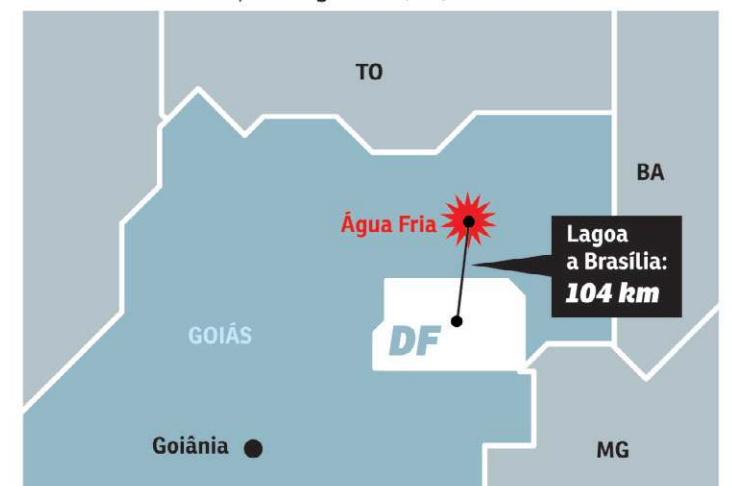 TO
BA
Água Fria
Lagoa
a Brasília:
104 km
GOIÁS
DF
Goiânia
MG